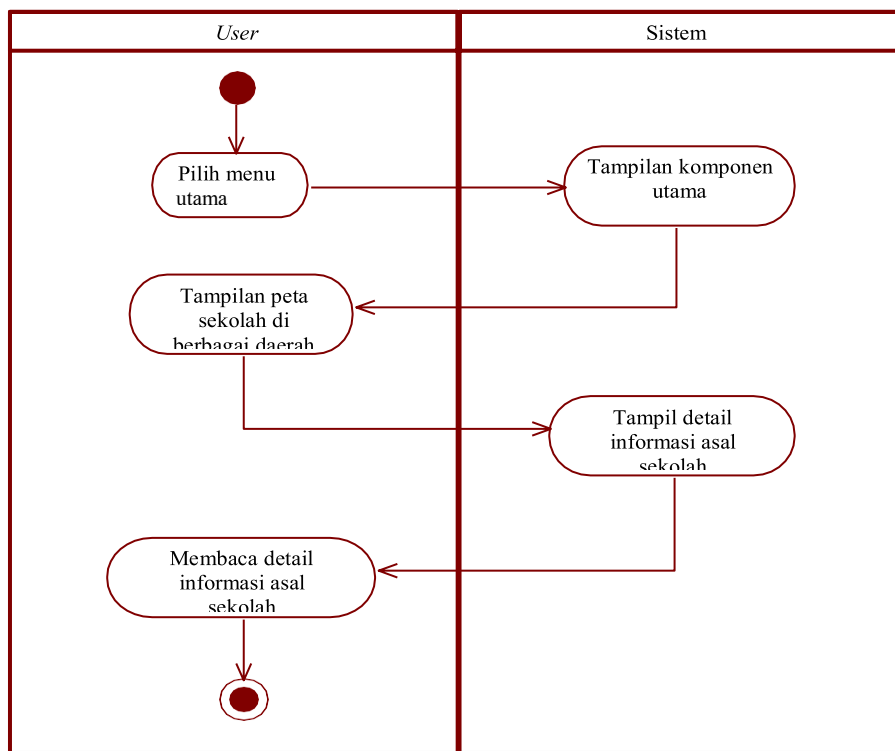 User
Sistem
Pilih menu
utama
Tampilan komponen
utama
Tampilan peta
sekolah di
berbagai daerah
Tampil detail
informasi asal
sekolah
Membaca detail
informasi asal
sekolah